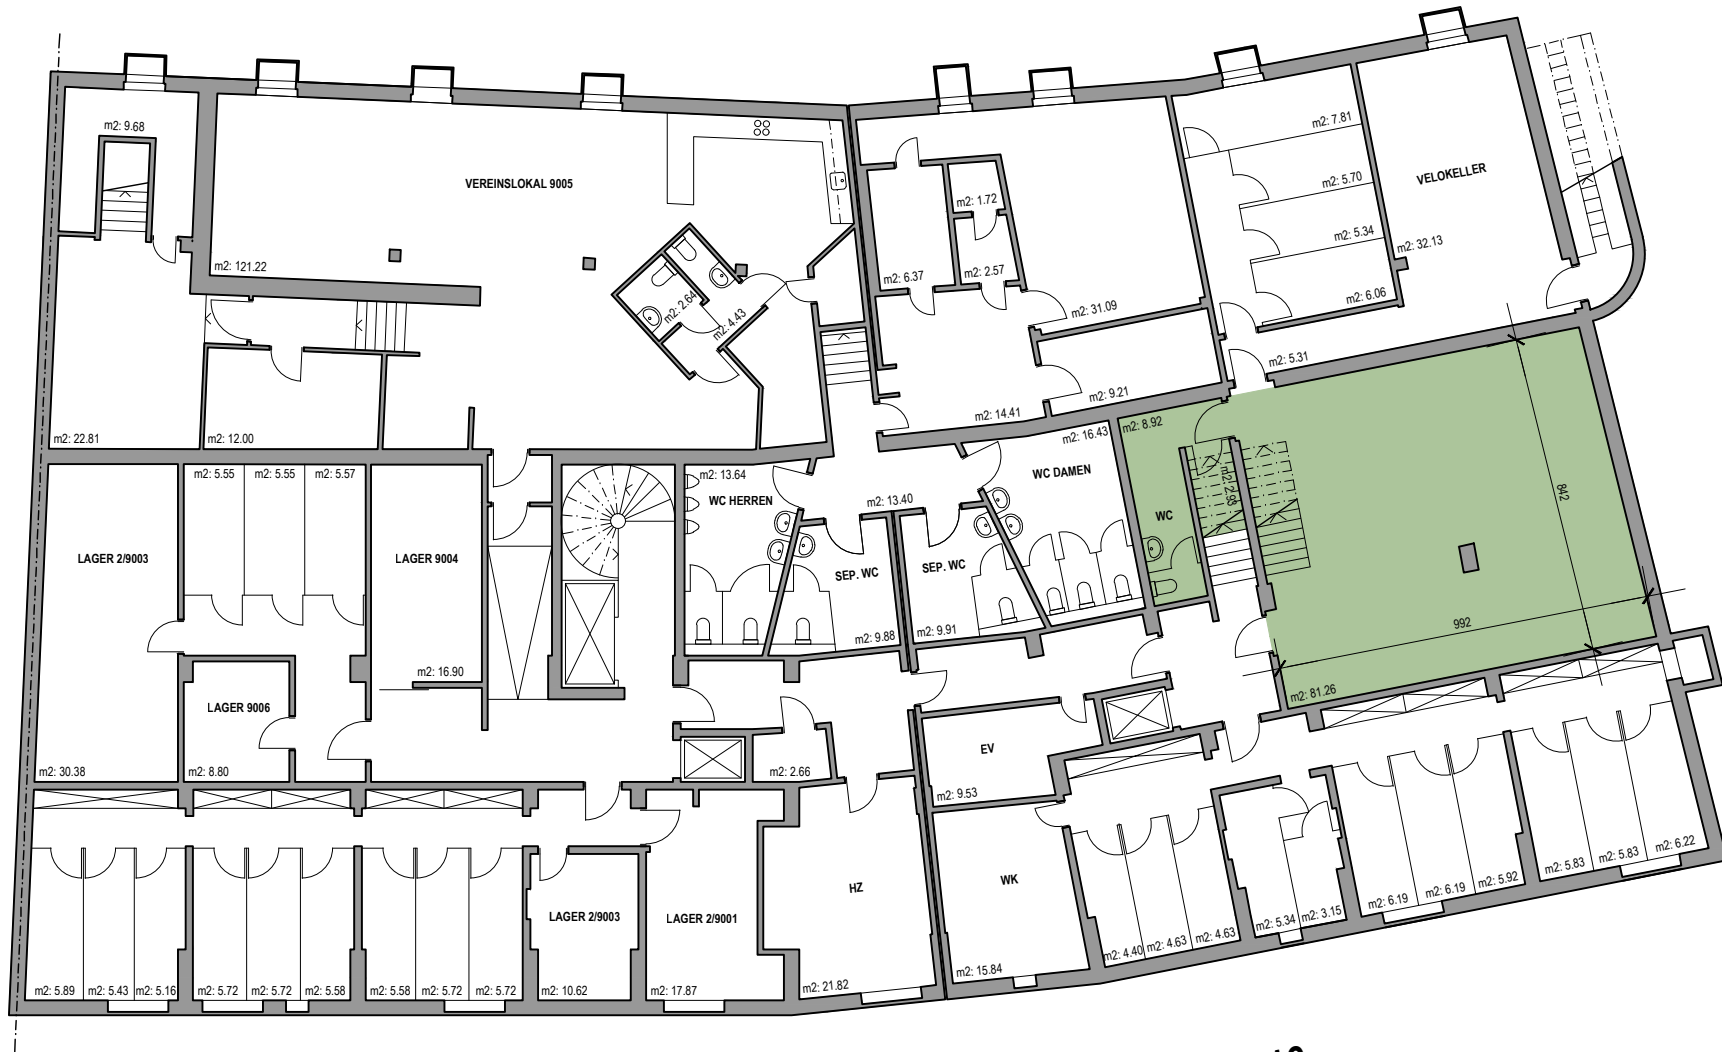 m2: 9.68
VEREINSLOKAL 9005
m2: 121.22
m2: 2.64
m2: 4.43
m2: 1.72
m2: 6.37
m2: 2.57
m2: 31.09
m2: 7.81
m2: 5.70
m2: 5.34
m2: 6.06
VELOKELLER
m2: 32.13
m2: 5.31
m2: 22.81
m2: 12.00
m2: 14.41
m2: 9.21
m2: 5.55
m2: 5.55
m2: 5.57
LAGER 2/9003
m2: 30.38
LAGER 9004
m2: 16.90
LAGER 9006
m2: 8.80
m2: 13.64
WC HERREN
m2: 13.40
SEP. WC
m2: 9.88
SEP. WC
m2: 9.91
m2: 16.43
WC DAMEN
m2: 8.92
WC
m2: 2.93
842
992
m2: 81.26
m2: 2.66
EV
m2: 9.53
HZ
m2: 21.82
WK
m2: 15.84
LAGER 2/9003
m2: 10.62
LAGER 2/9001
m2: 17.87
m2: 5.89
m2: 5.43
m2: 5.16
m2: 5.72
m2: 5.72
m2: 5.58
m2: 5.58
m2: 5.72
m2: 5.72
m2: 4.40
m2: 4.63
m2: 4.63
m2: 5.34
m2: 3.15
m2: 6.19
m2: 6.19
m2: 5.92
m2: 5.83
m2: 5.83
m2: 6.22